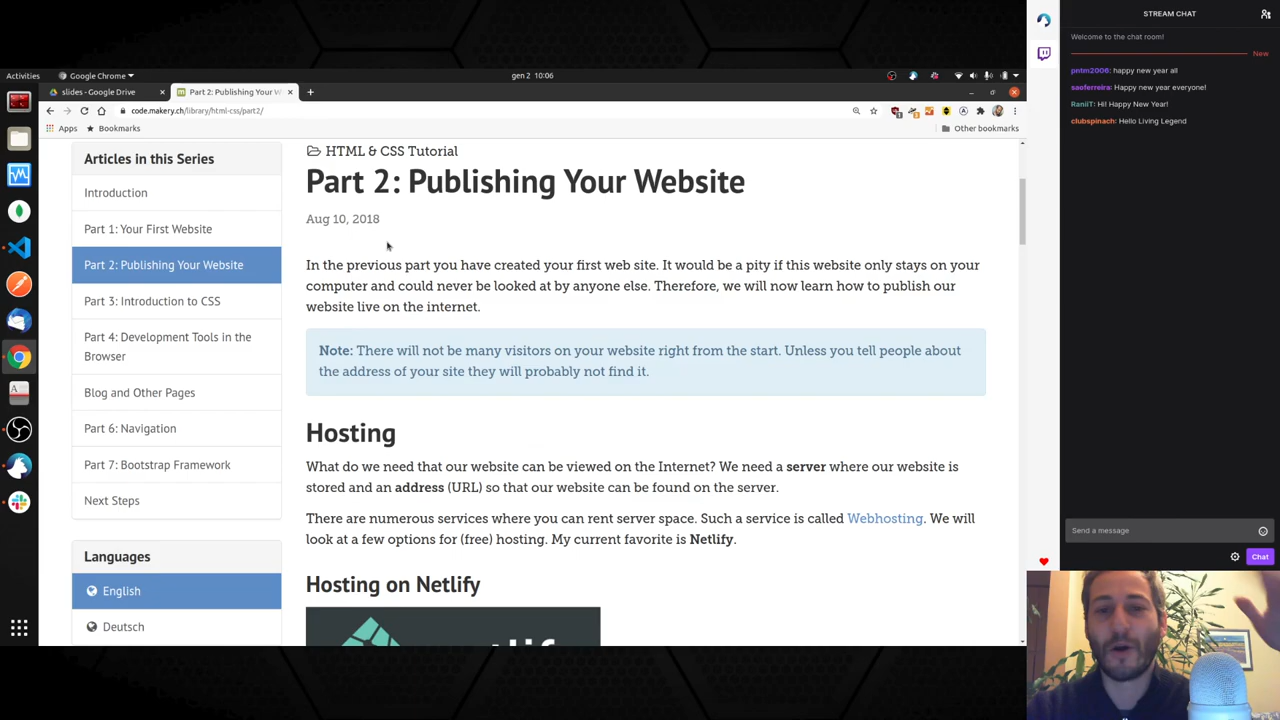 Activities
Google Chrome
gen 2 10:06
slides - Google Drive
Part 2: Publishing Your W
code.makery.ch/library/html-css/part2/
Apps
Bookmarks
Other bookmarks
Articles in this Series
Introduction
Part 1: Your First Website
Part 2: Publishing Your Website
Part 3: Introduction to CSS
Part 4: Development Tools in the
Browser
Blog and Other Pages
Part 6: Navigation
Part 7: Bootstrap Framework
Next Steps
Languages
English
Deutsch
HTML & CSS Tutorial
Part 2: Publishing Your Website
Aug 10, 2018
In the previous part you have created your first web site. It would be a pity if this website only stays on your
computer and could never be looked at by anyone else. Therefore, we will now learn how to publish our
website live on the internet.
Note: There will not be many visitors on your website right from the start. Unless you tell people about
the address of your site they will probably not find it.
Hosting
What do we need that our website can be viewed on the Internet? We need a server where our website is
stored and an address (URL) so that our website can be found on the server.
There are numerous services where you can rent server space. Such a service is called Webhosting. We will
look at a few options for (free) hosting. My current favorite is Netlify.
Hosting on Netlify
STREAM CHAT
Welcome to the chat room!
New
pntm2006: happy new year all
saoferreira: Happy new year everyone!
RaniiT: Hi! Happy New Year!
clubspinach: Hello Living Legend
Send a message
Chat